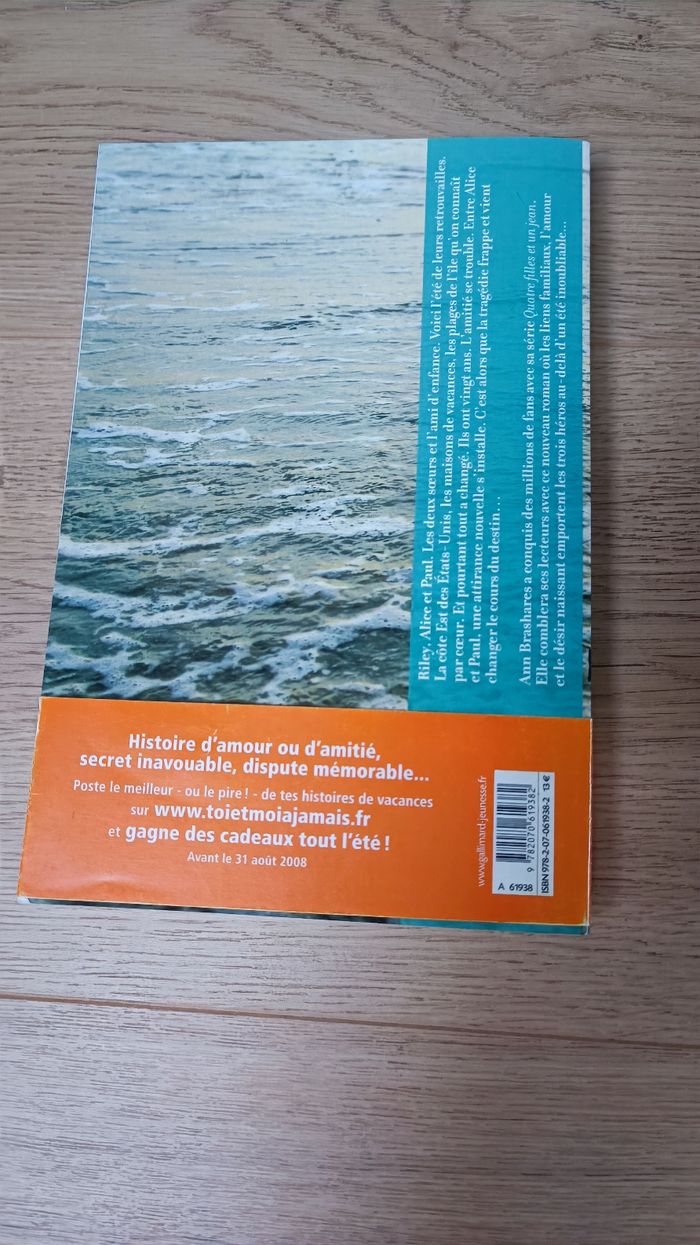 Riley, Alice et Paul. Les deux sœurs et l'ami d'enfance. Voici l'été de leurs retrouvailles.
La côte Est des États-Unis, les maisons de vacances, les plages de l'île qu'on connaît
par cœur. Et pourtant tout a changé. Ils ont vingt ans. L'amitié se trouble. Entre Alice
et Paul, une attirance nouvelle s'installe. C'est alors que la tragédie frappe et vient
changer le cours du destin...
Ann Brashares a conquis des millions de fans avec sa série Quatre filles et un jean.
Elle comblera ses lecteurs avec ce nouveau roman où les liens familiaux, l'amour
et le désir naissant emportent les trois héros au-delà d'un été inoubliable...
Histoire d'amour ou d'amitié,
secret inavouable, dispute mémorable...
Poste le meilleur - ou le pire ! - de tes histoires de vacances
sur www.toietmoiajamais.fr
et gagne des cadeaux tout l'été !
Avant le 31 août 2008
www.gallimard-jeunesse.fr
A 61938
9 782070 619382
ISBN 978-2-07-061938-2 13 €